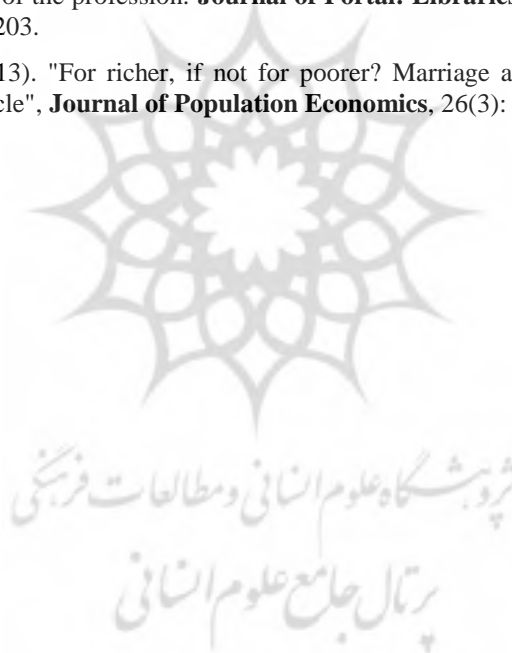 of the profession. Journal of Portal: Libraries
203.
13). "For richer, if not for poorer? Marriage a
cle", Journal of Population Economics, 26(3):
پژوهشگاه علوم انسانی و مطالعات فرهنگی
پرتال جامع علوم انسانی